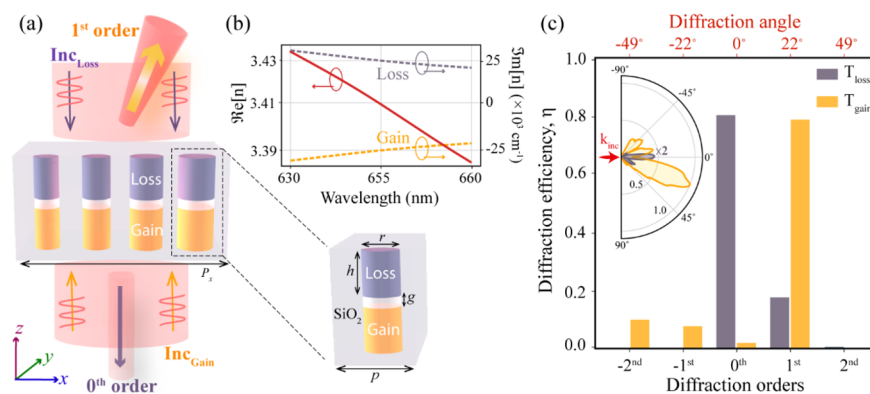 (a)
1st order
IncLoss
Loss
Gain
Px
IncGain
0th order
z
y
x
(b)
3.43
3.41
3.39
ℜe[n]
Loss
Gain
25
0
-25
ℑm[n] (×10³ cm⁻¹)
630
655
660
Wavelength (nm)
r
h
Loss
g
SiO2
Gain
p
(c)
Diffraction angle
-49°
-22°
0°
22°
49°
1.0
0.8
0.6
0.4
0.2
0.0
Diffraction efficiency, η
Tloss
Tgain
-90°
-45°
kinc
×2
0°
0.5
1.0
45°
90°
-2nd
-1st
0th
1st
2nd
Diffraction orders